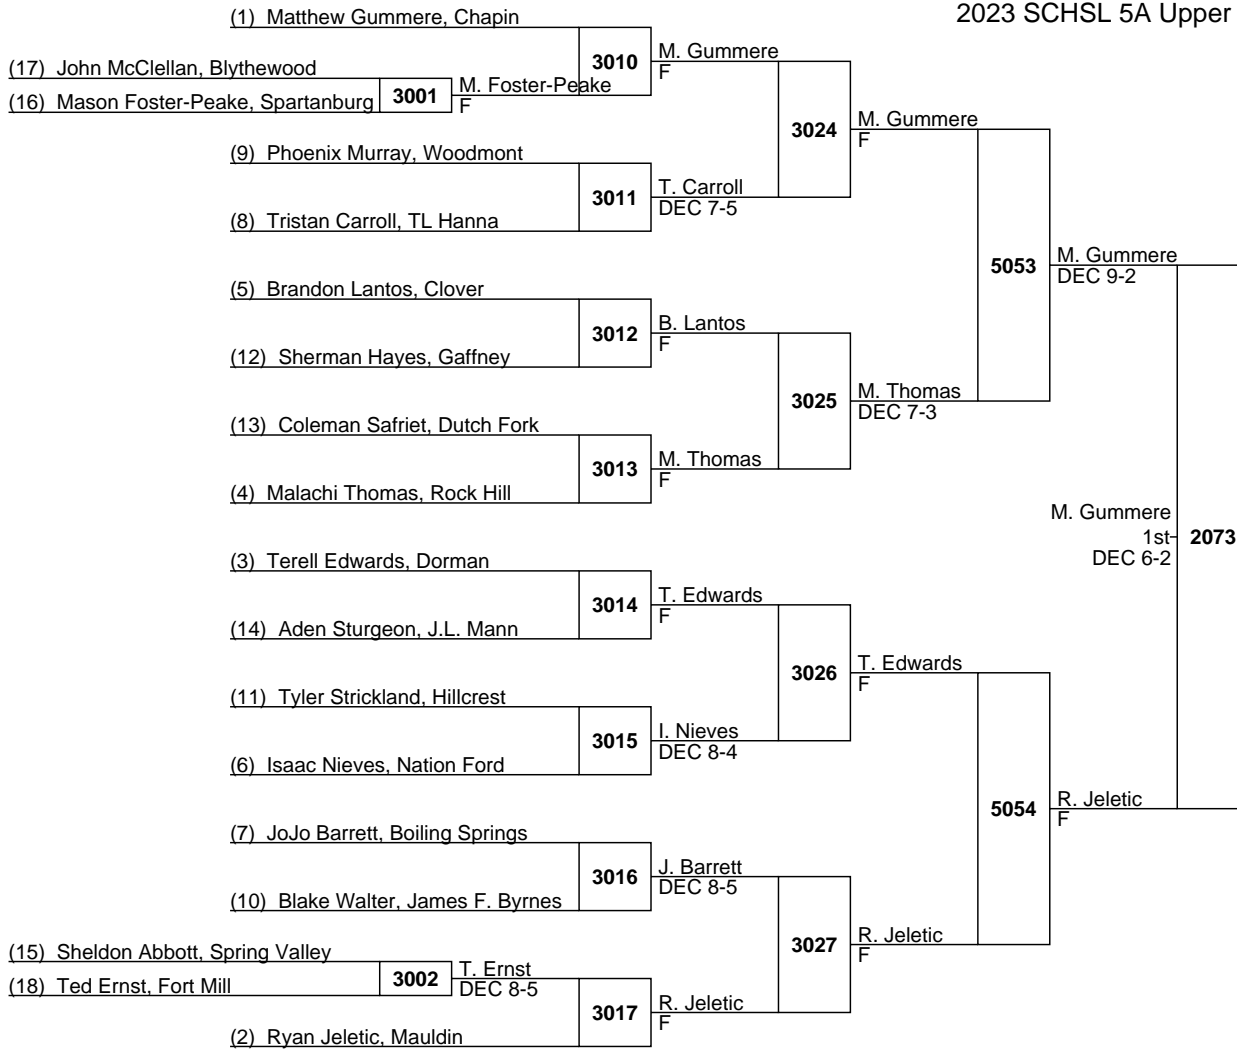 2023 SCHSL 5A Upper
(1) Matthew Gummere, Chapin
3010
M. Gummere
F
(17) John McClellan, Blythewood
3001
M. Foster-Peake
F
(16) Mason Foster-Peake, Spartanburg
3024
M. Gummere
F
(9) Phoenix Murray, Woodmont
3011
T. Carroll
DEC 7-5
(8) Tristan Carroll, TL Hanna
5053
M. Gummere
DEC 9-2
(5) Brandon Lantos, Clover
3012
B. Lantos
F
(12) Sherman Hayes, Gaffney
3025
M. Thomas
DEC 7-3
(13) Coleman Safriet, Dutch Fork
3013
M. Thomas
F
(4) Malachi Thomas, Rock Hill
M. Gummere
1st
DEC 6-2
2073
(3) Terell Edwards, Dorman
3014
T. Edwards
F
(14) Aden Sturgeon, J.L. Mann
3026
T. Edwards
F
(11) Tyler Strickland, Hillcrest
3015
I. Nieves
DEC 8-4
(6) Isaac Nieves, Nation Ford
5054
R. Jeletic
F
(7) JoJo Barrett, Boiling Springs
3016
J. Barrett
DEC 8-5
(10) Blake Walter, James F. Byrnes
3027
R. Jeletic
F
(15) Sheldon Abbott, Spring Valley
3002
T. Ernst
DEC 8-5
(18) Ted Ernst, Fort Mill
3017
R. Jeletic
F
(2) Ryan Jeletic, Mauldin